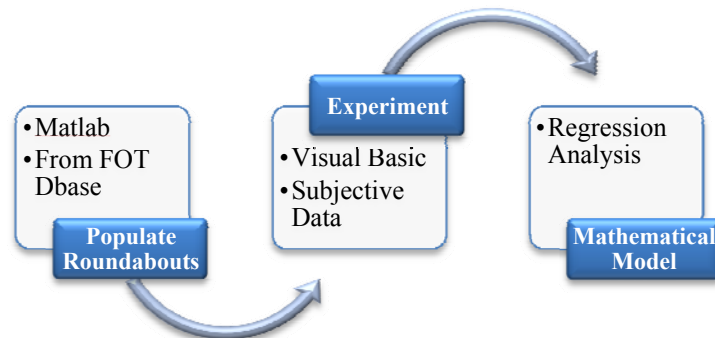 • Matlab
• From FOT
Dbase
Populate
Roundabouts
Experiment
• Visual Basic
• Subjective
Data
• Regression
Analysis
Mathematical
Model